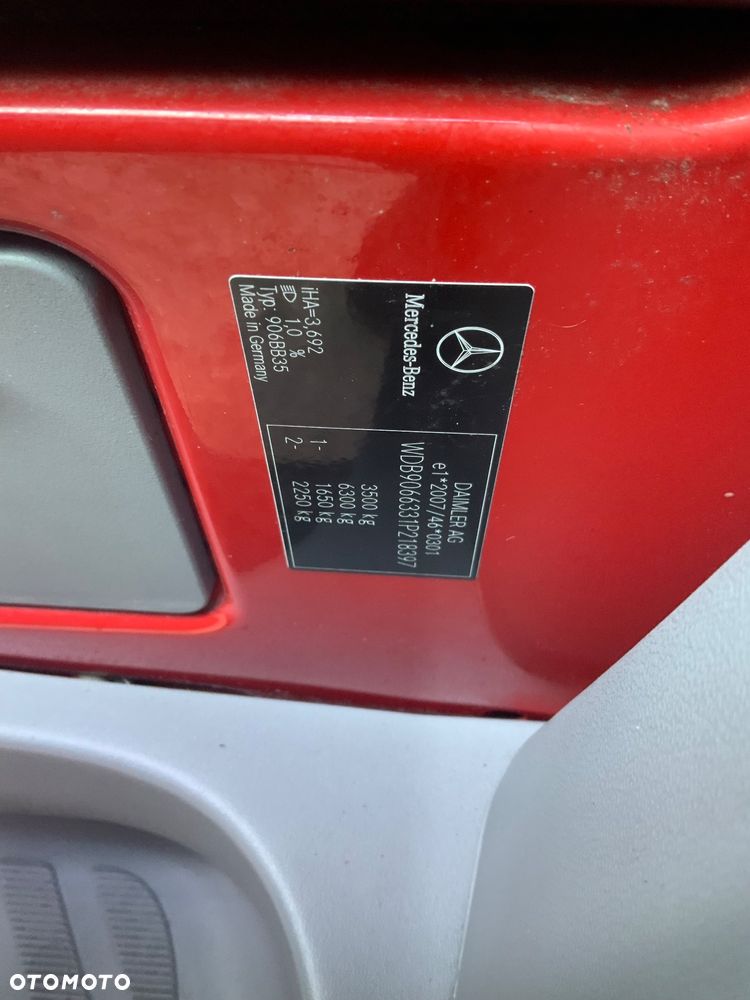 Mercedes-Benz
iHA=3,692
1,0 %
Typ: 906BB35
Made in Germany
DAIMLER AG
e1*2007/46*0301
WDB9066331P218397
3500 kg
6300 kg
1- 1650 kg
2- 2250 kg
OTOMOTO